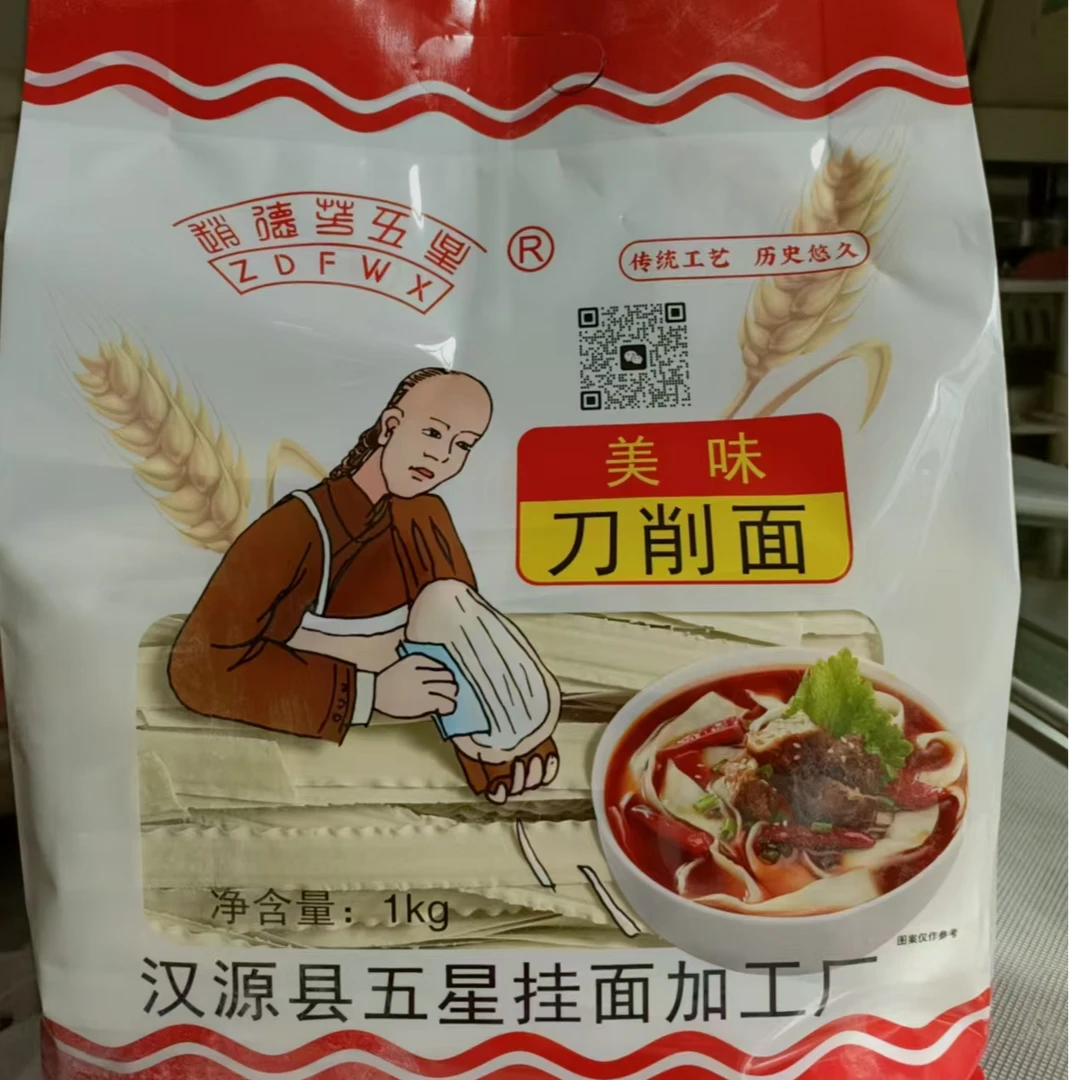 趙德芳五星
ZDFWX
®
传统工艺 历史悠久
美味
刀削面
净含量：1kg
图案仅作参考
汉源县五星挂面加工厂